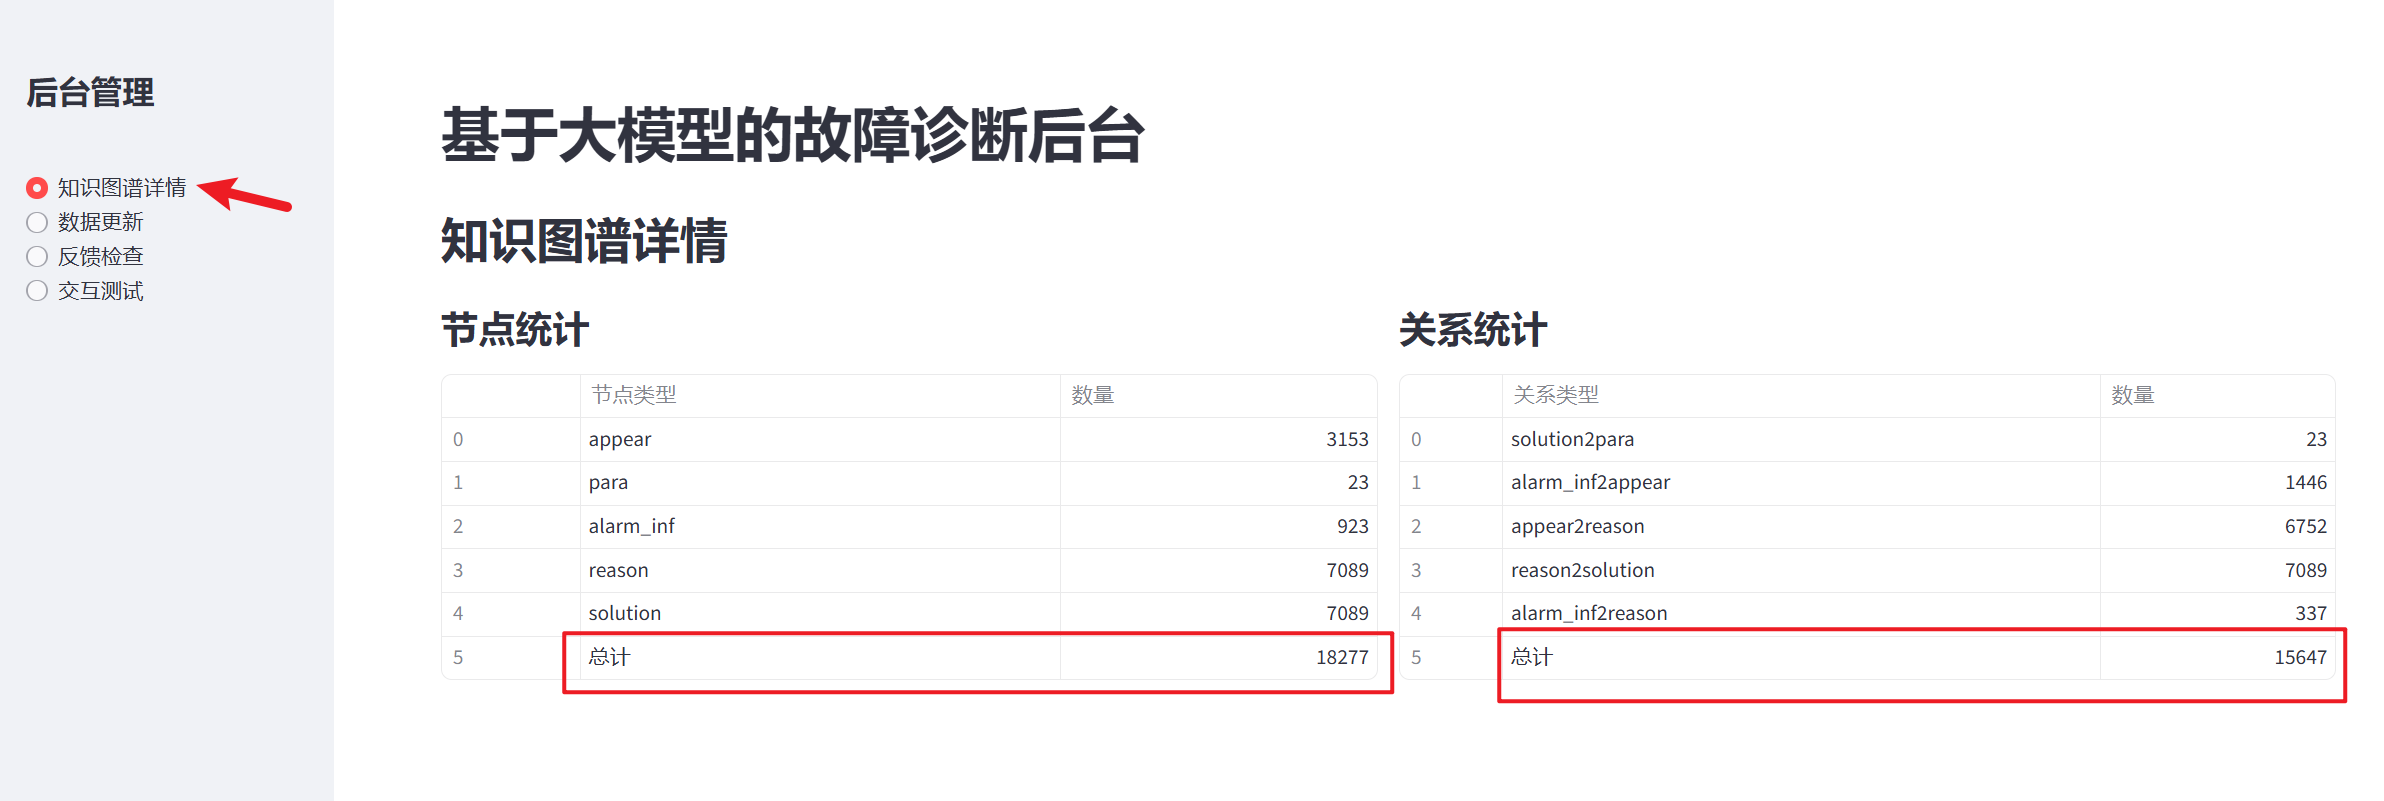 后台管理
知识图谱详情
数据更新
反馈检查
交互测试
基于大模型的故障诊断后台
知识图谱详情
节点统计
节点类型 数量
0 appear 3153
1 para 23
2 alarm_inf 923
3 reason 7089
4 solution 7089
5 总计 18277
关系统计
关系类型 数量
0 solution2para 23
1 alarm_inf2appear 1446
2 appear2reason 6752
3 reason2solution 7089
4 alarm_inf2reason 337
5 总计 15647